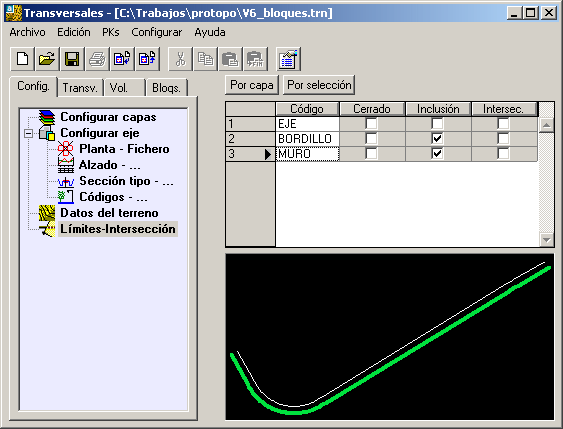 Transversales - [C:\Trabajos\protopo\V6_bloques.trn]
Archivo Edición PKs Configurar Ayuda
Config. Transv. Vol. Bloqs.
Configurar capas
Configurar eje
Planta - Fichero
Alzado - ...
Sección tipo - ...
Códigos - ...
Datos del terreno
Límites-Intersección
Por capa Por selección
Código Cerrado Inclusión Intersec.
1 EJE
2 BORDILLO
3 MURO